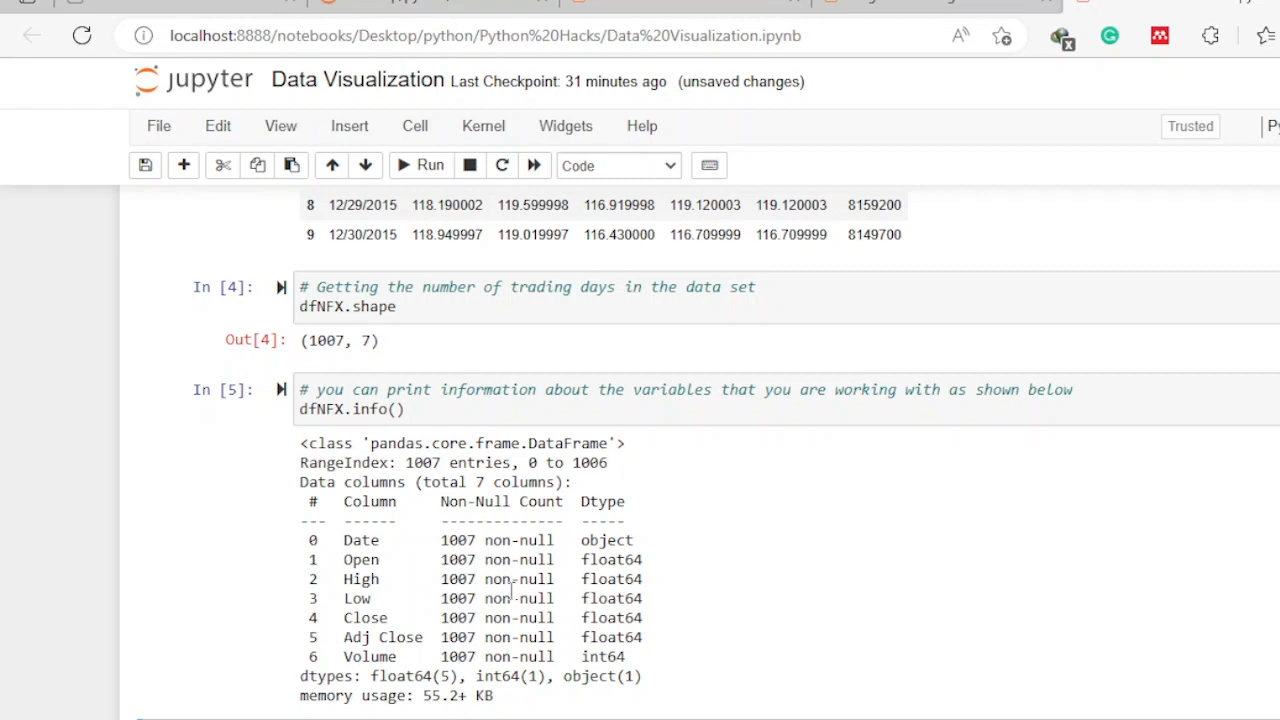 localhost:8888/notebooks/Desktop/python/Python%20Hacks/Data%20Visualization.ipynb
jupyter Data Visualization Last Checkpoint: 31 minutes ago (unsaved changes)
File Edit View Insert Cell Kernel Widgets Help Trusted
Run Code
8 12/29/2015 118.190002 119.599998 116.919998 119.120003 119.120003 8159200
9 12/30/2015 118.949997 119.019997 116.430000 116.709999 116.709999 8149700
In [4]: # Getting the number of trading days in the data set
dfNFX.shape
Out[4]: (1007, 7)
In [5]: # you can print information about the variables that you are working with as shown below
dfNFX.info()
<class 'pandas.core.frame.DataFrame'>
RangeIndex: 1007 entries, 0 to 1006
Data columns (total 7 columns):
# Column Non-Null Count Dtype
--- ------ -------------- -----
0 Date 1007 non-null object
1 Open 1007 non-null float64
2 High 1007 non-null float64
3 Low 1007 non-null float64
4 Close 1007 non-null float64
5 Adj Close 1007 non-null float64
6 Volume 1007 non-null int64
dtypes: float64(5), int64(1), object(1)
memory usage: 55.2+ KB